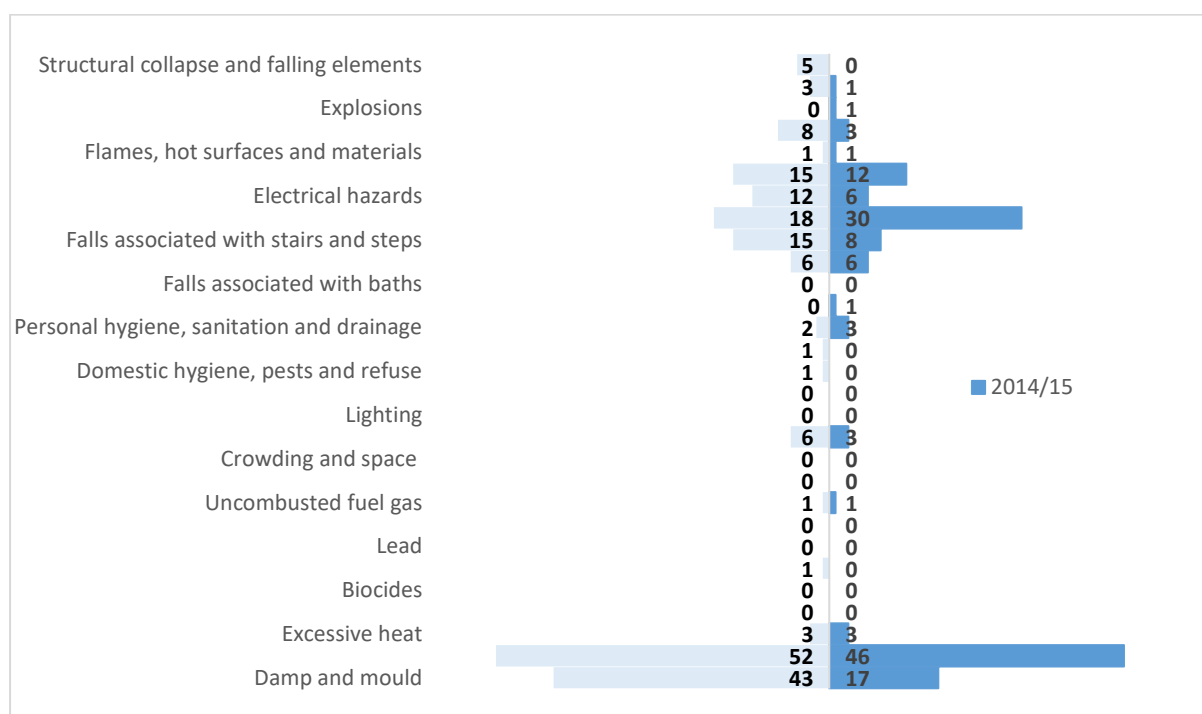 Structural collapse and falling elements 5 0
3 1
Explosions 0 1
8 3
Flames, hot surfaces and materials 1 1
15 12
Electrical hazards 12 6
18 30
Falls associated with stairs and steps 15 8
6 6
Falls associated with baths 0 0
0 1
Personal hygiene, sanitation and drainage 2 3
1 0
Domestic hygiene, pests and refuse 1 0
0 0
2014/15
Lighting 0 0
6 3
Crowding and space 0 0
0 0
Uncombusted fuel gas 1 1
0 0
Lead 0 0
1 0
Biocides 0 0
0 0
Excessive heat 3 3
52 46
Damp and mould 43 17